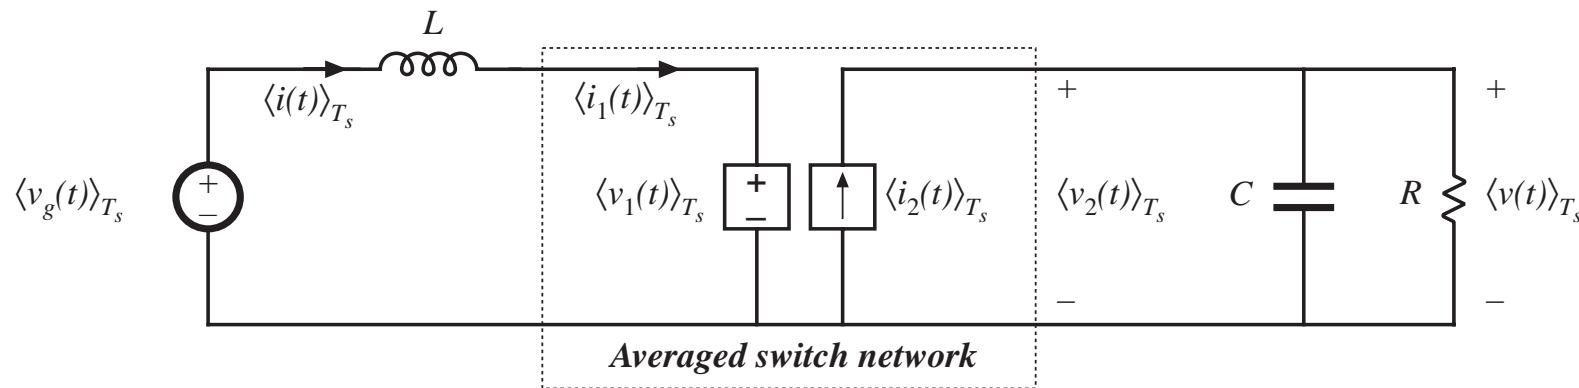 L
⟨i(t)⟩_{T_s}
⟨i_1(t)⟩_{T_s}
+
+
⟨v_g(t)⟩_{T_s}
+
–
⟨v_1(t)⟩_{T_s}
+
–
⟨i_2(t)⟩_{T_s}
⟨v_2(t)⟩_{T_s}
C
R
⟨v(t)⟩_{T_s}
–
–
Averaged switch network